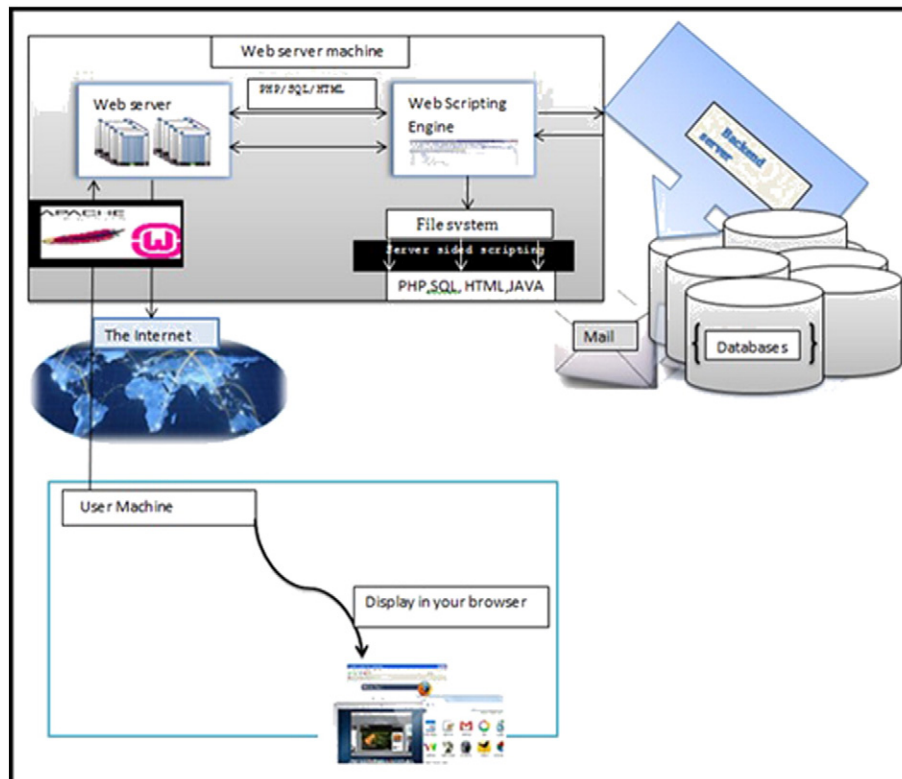 Web server machine
Web server
PHP/SQL/HTML
Web Scripting
Engine
Backend
server
APACHE
File system
Server sided scripting
PHP,SQL, HTML,JAVA
The Internet
Mail
{ Databases }
User Machine
Display in your browser